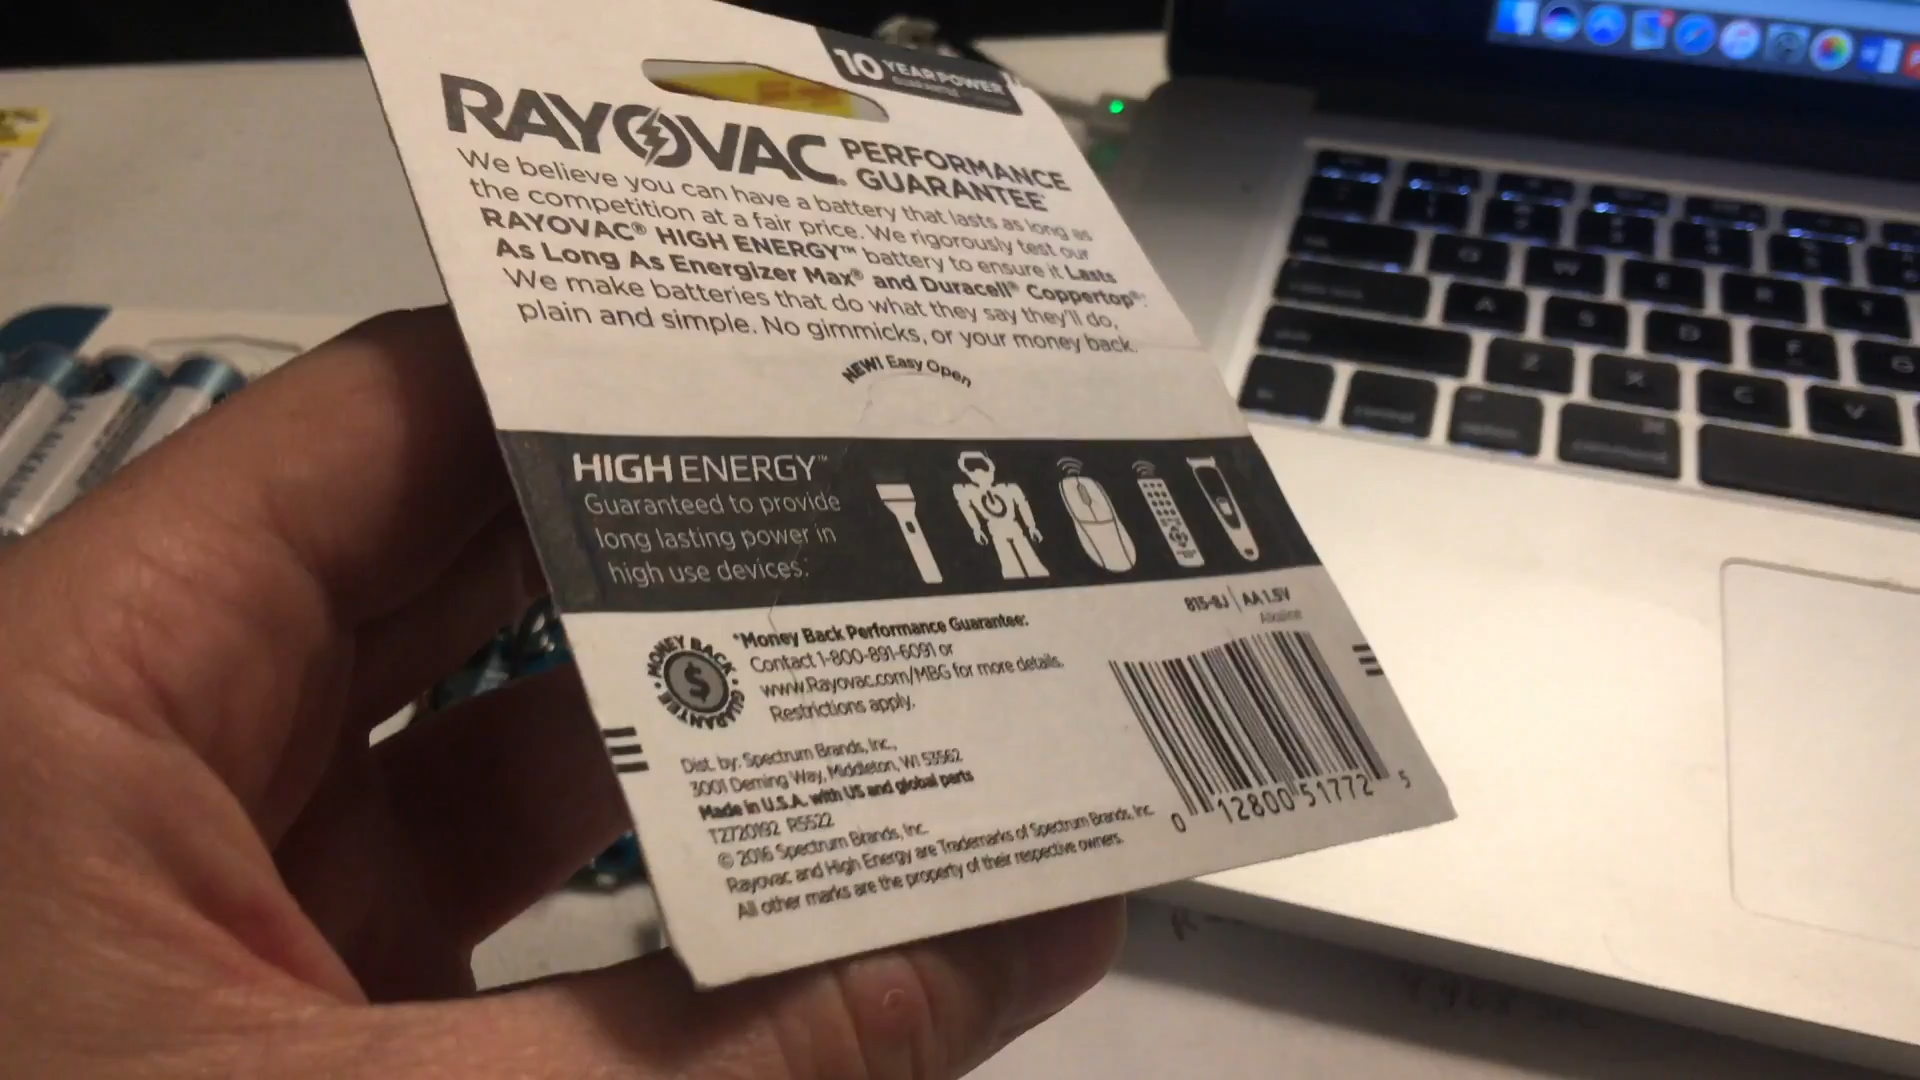 10 YEAR POWER
RAYOVAC PERFORMANCE
GUARANTEE*
We believe you can have a battery that lasts as long as
the competition at a fair price. We rigorously test our
RAYOVAC® HIGH ENERGY™ battery to ensure it Lasts
As Long As Energizer Max® and Duracell® Coppertop®:
We make batteries that do what they say they'll do,
plain and simple. No gimmicks, or your money back.
NEW! Easy Open
HIGH ENERGY™
Guaranteed to provide
long lasting power in
high use devices:
815-8J | AA 1.5V
Alkaline
MONEY BACK • GUARANTEE •
$
*Money Back Performance Guarantee:
Contact 1-800-891-6091 or
www.Rayovac.com/MBG for more details.
Restrictions apply.
Dist. by: Spectrum Brands, Inc.,
3001 Deming Way, Middleton, WI 53562
Made in U.S.A. with US and global parts
T2720192 R5522
© 2016 Spectrum Brands, Inc.
Rayovac and High Energy are Trademarks of Spectrum Brands, Inc.
All other marks are the property of their respective owners.
0 12800 51772 5